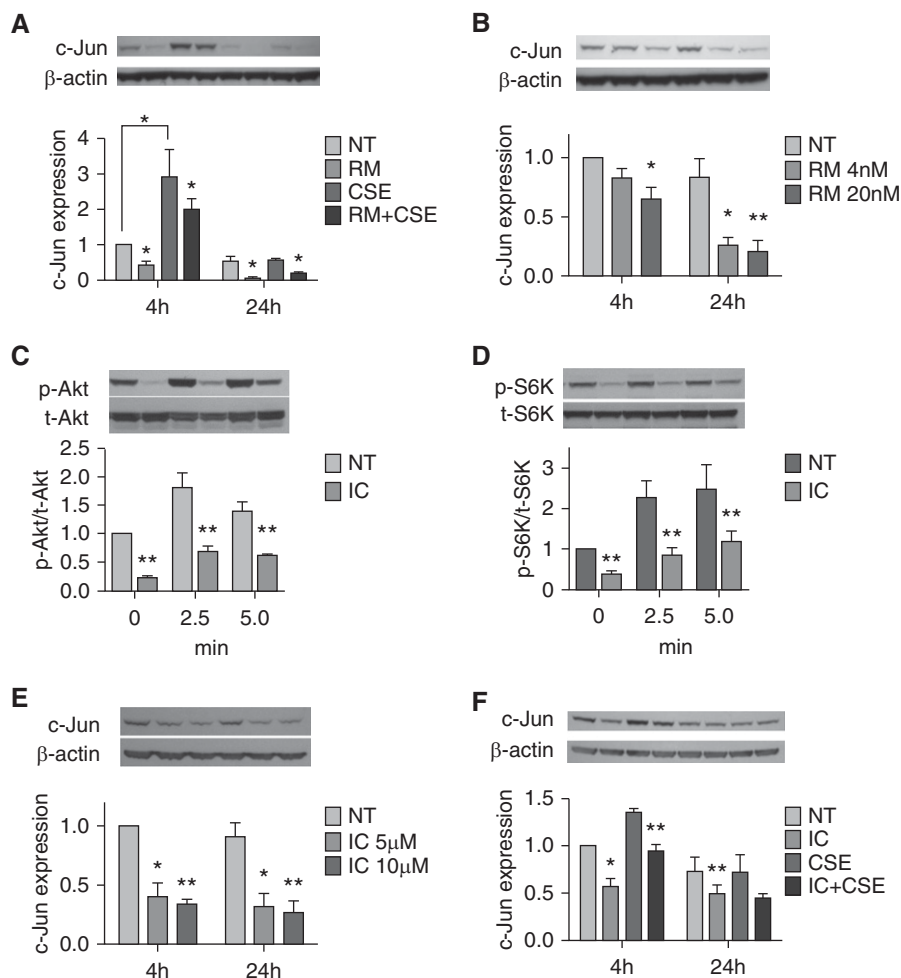 A
c-Jun
β-actin
c-Jun expression
4
3
2
1
0
*
*
*
*
*
4h
24h
NT
RM
CSE
RM+CSE
B
c-Jun
β-actin
c-Jun expression
1.0
0.5
0.0
*
*
**
4h
24h
NT
RM 4nM
RM 20nM
C
p-Akt
t-Akt
p-Akt/t-Akt
2.5
2.0
1.5
1.0
0.5
0.0
**
**
**
0
2.5
5.0
min
NT
IC
D
p-S6K
t-S6K
p-S6K/t-S6K
3
2
1
0
**
**
**
0
2.5
5.0
min
NT
IC
E
c-Jun
β-actin
c-Jun expression
1.0
0.5
0.0
*
**
*
**
4h
24h
NT
IC 5μM
IC 10μM
F
c-Jun
β-actin
c-Jun expression
1.5
1.0
0.5
0.0
*
**
**
4h
24h
NT
IC
CSE
IC+CSE